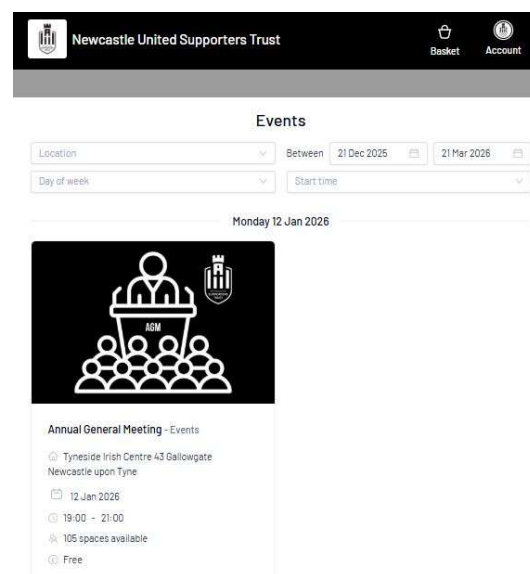 Newcastle United Supporters Trust
Basket
Account
Events
Location
Between
21 Dec 2025
21 Mar 2026
Day of week
Start time
Monday 12 Jan 2026
AGM
Annual General Meeting - Events
Tyneside Irish Centre 43 Gallowgate
Newcastle upon Tyne
12 Jan 2026
19:00 - 21:00
105 spaces available
Free